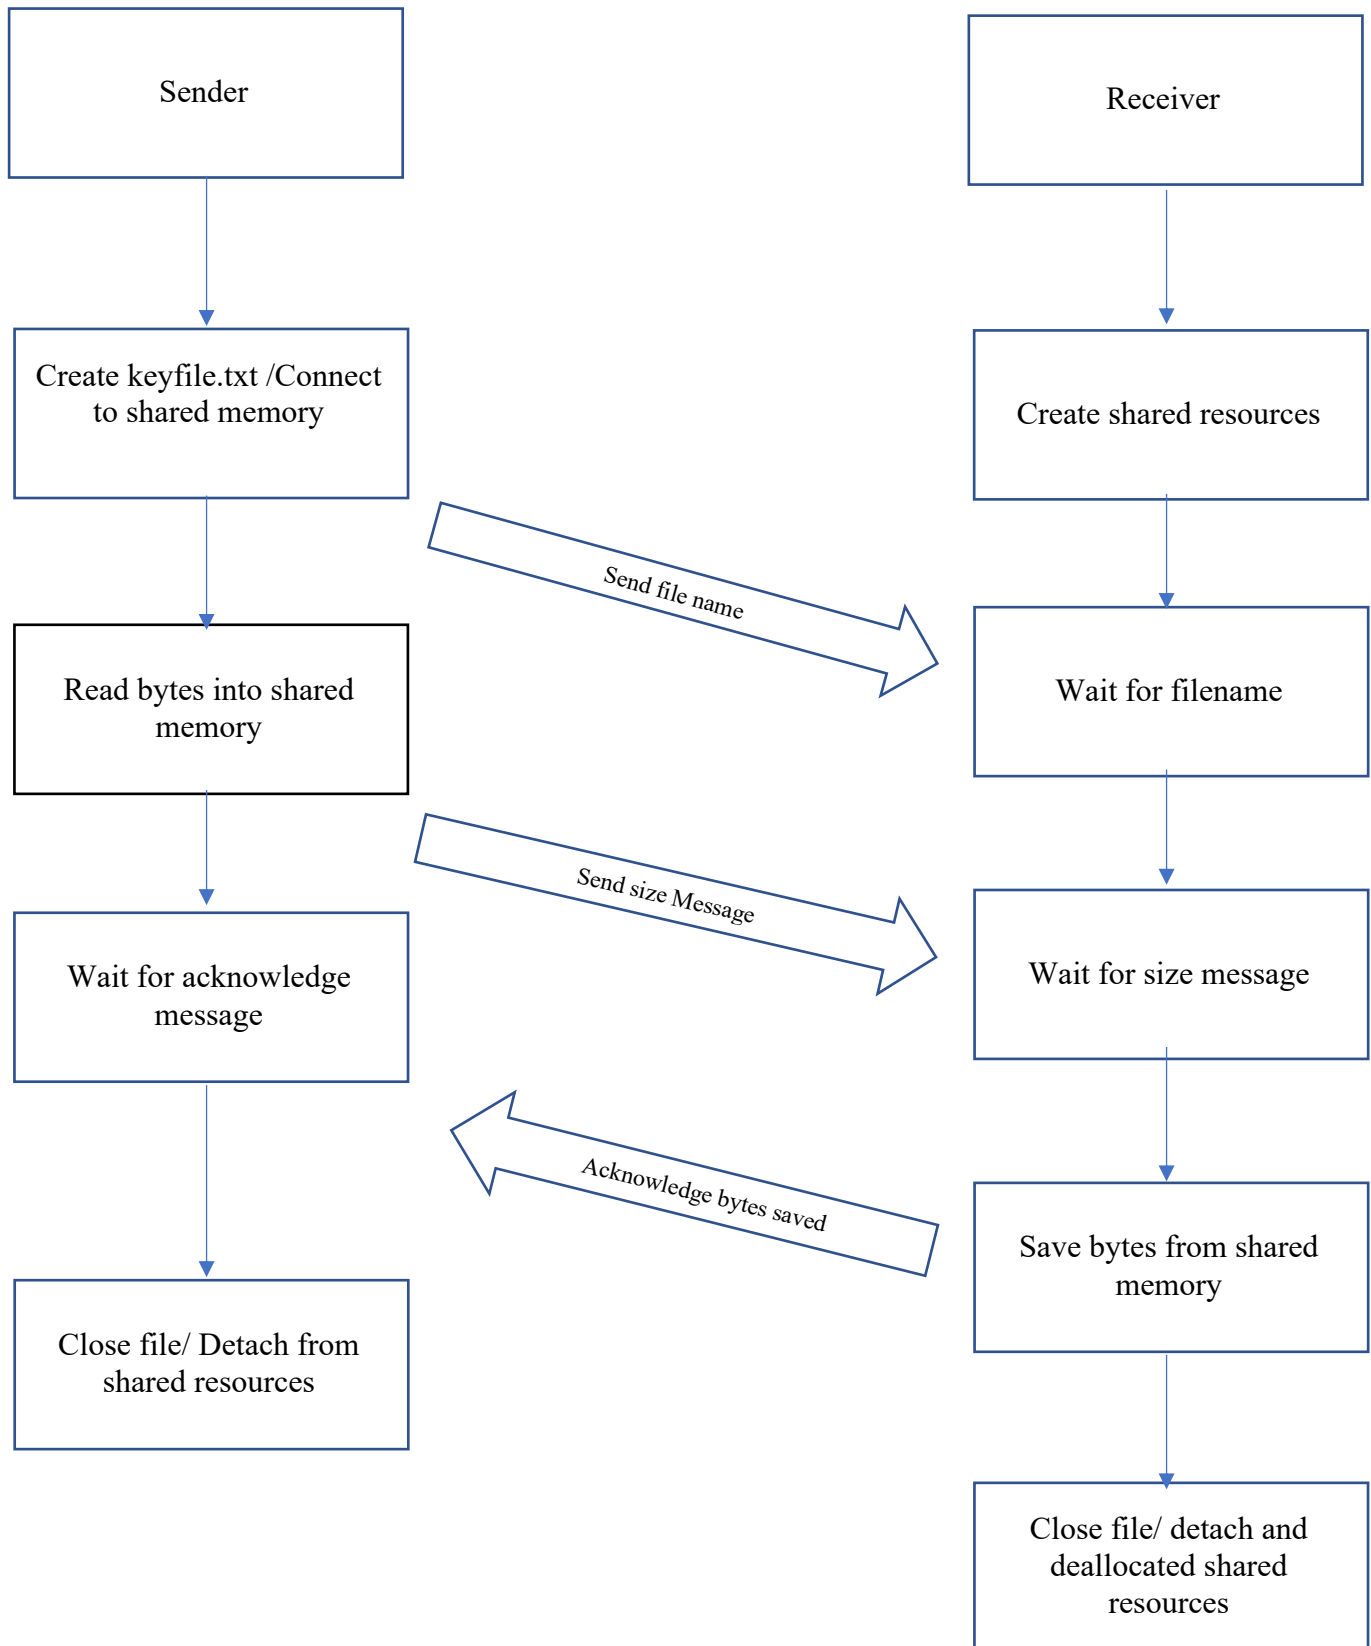 Sender
Receiver
Create keyfile.txt /Connect
to shared memory
Create shared resources
Send file name
Read bytes into shared
memory
Wait for filename
Send size Message
Wait for acknowledge
message
Wait for size message
Acknowledge bytes saved
Save bytes from shared
memory
Close file/ Detach from
shared resources
Close file/ detach and
deallocated shared
resources